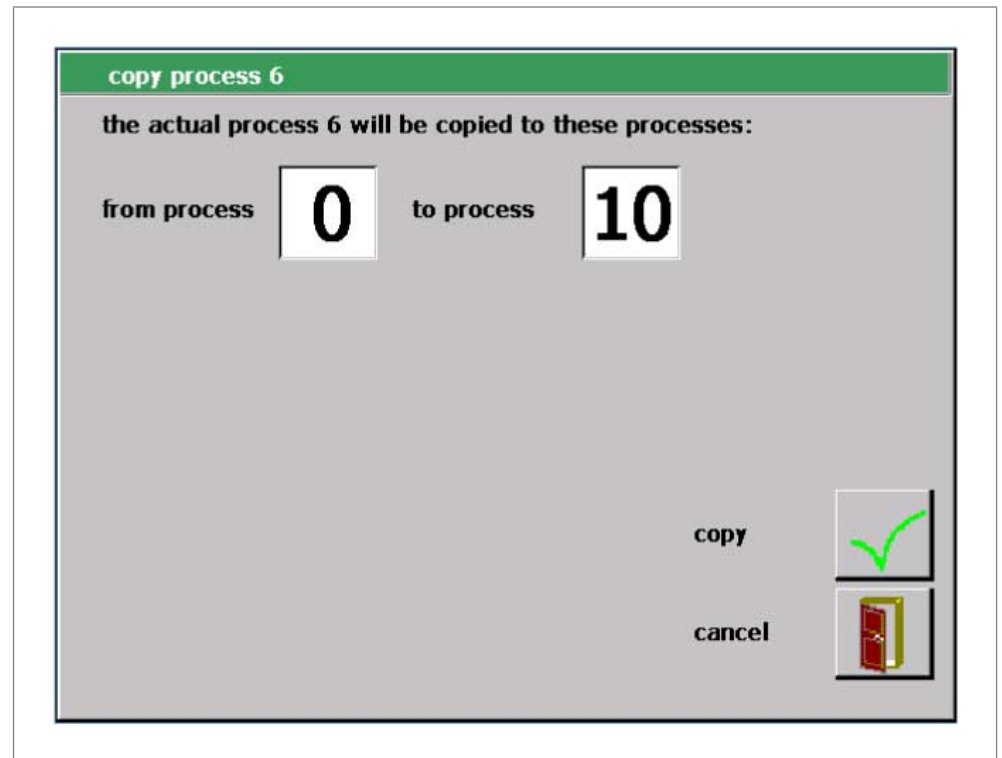 copy process 6
the actual process 6 will be copied to these processes:
from process 0 to process 10
copy
cancel